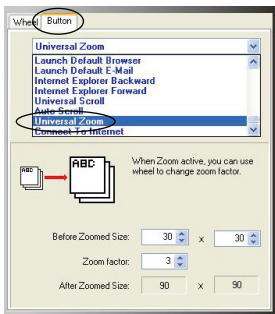 Wheel Button
Universal Zoom
Launch Default Browser
Launch Default E-Mail
Internet Explorer Backward
Internet Explorer Forward
Universal Scroll
Auto Scroll
Universal Zoom
Connect To Internet
ABC
ABC
When Zoom active, you can use
wheel to change zoom factor.
Before Zoomed Size: 30 x 30
Zoom factor: 3
After Zoomed Size: 90 x 90